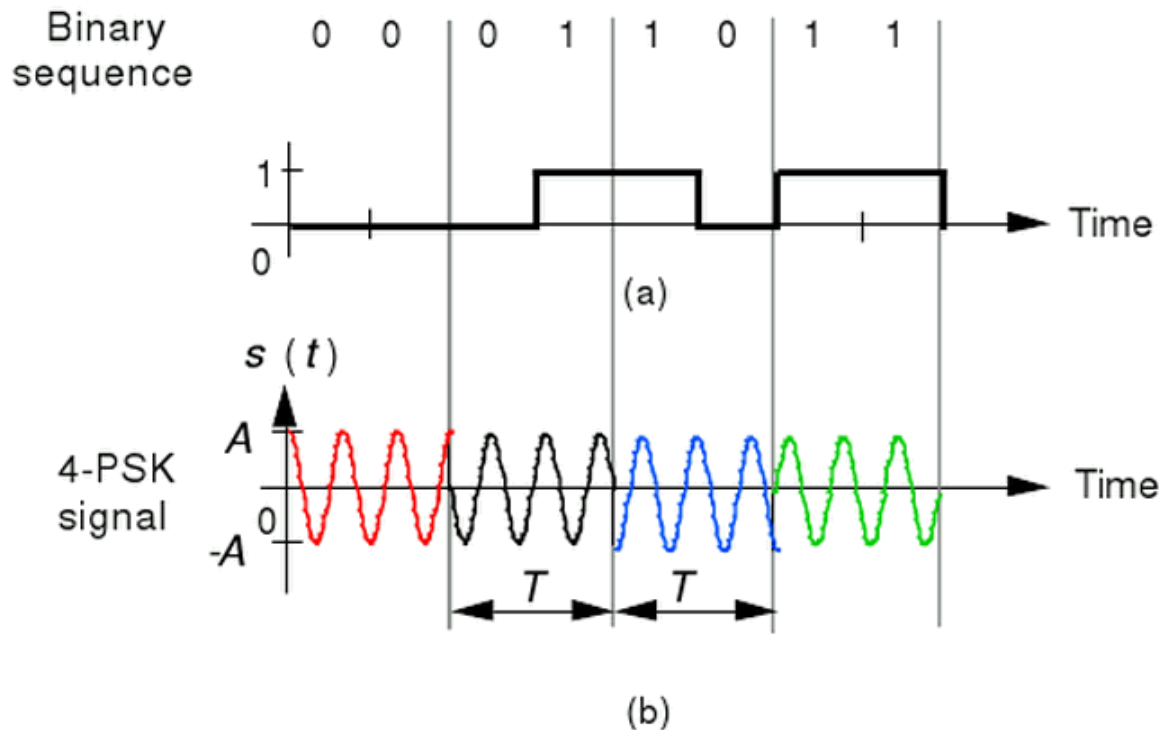 Binary
sequence
0 0 0 1 1 0 1 1
1
0
Time
(a)
s (t)
A
4-PSK
signal
0
-A
Time
T T
(b)